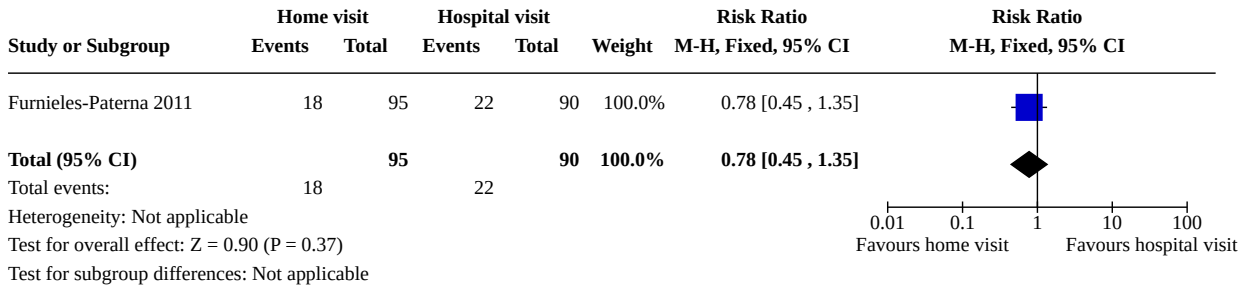 Home visit Hospital visit Risk Ratio Risk Ratio
Study or Subgroup Events Total Events Total Weight M-H, Fixed, 95% CI M-H, Fixed, 95% CI
Furnieles-Paterna 2011 18 95 22 90 100.0% 0.78 [0.45 , 1.35]
Total (95% CI) 95 90 100.0% 0.78 [0.45 , 1.35]
Total events: 18 22
Heterogeneity: Not applicable
Test for overall effect: Z = 0.90 (P = 0.37)
Test for subgroup differences: Not applicable
0.01 0.1 1 10 100
Favours home visit Favours hospital visit